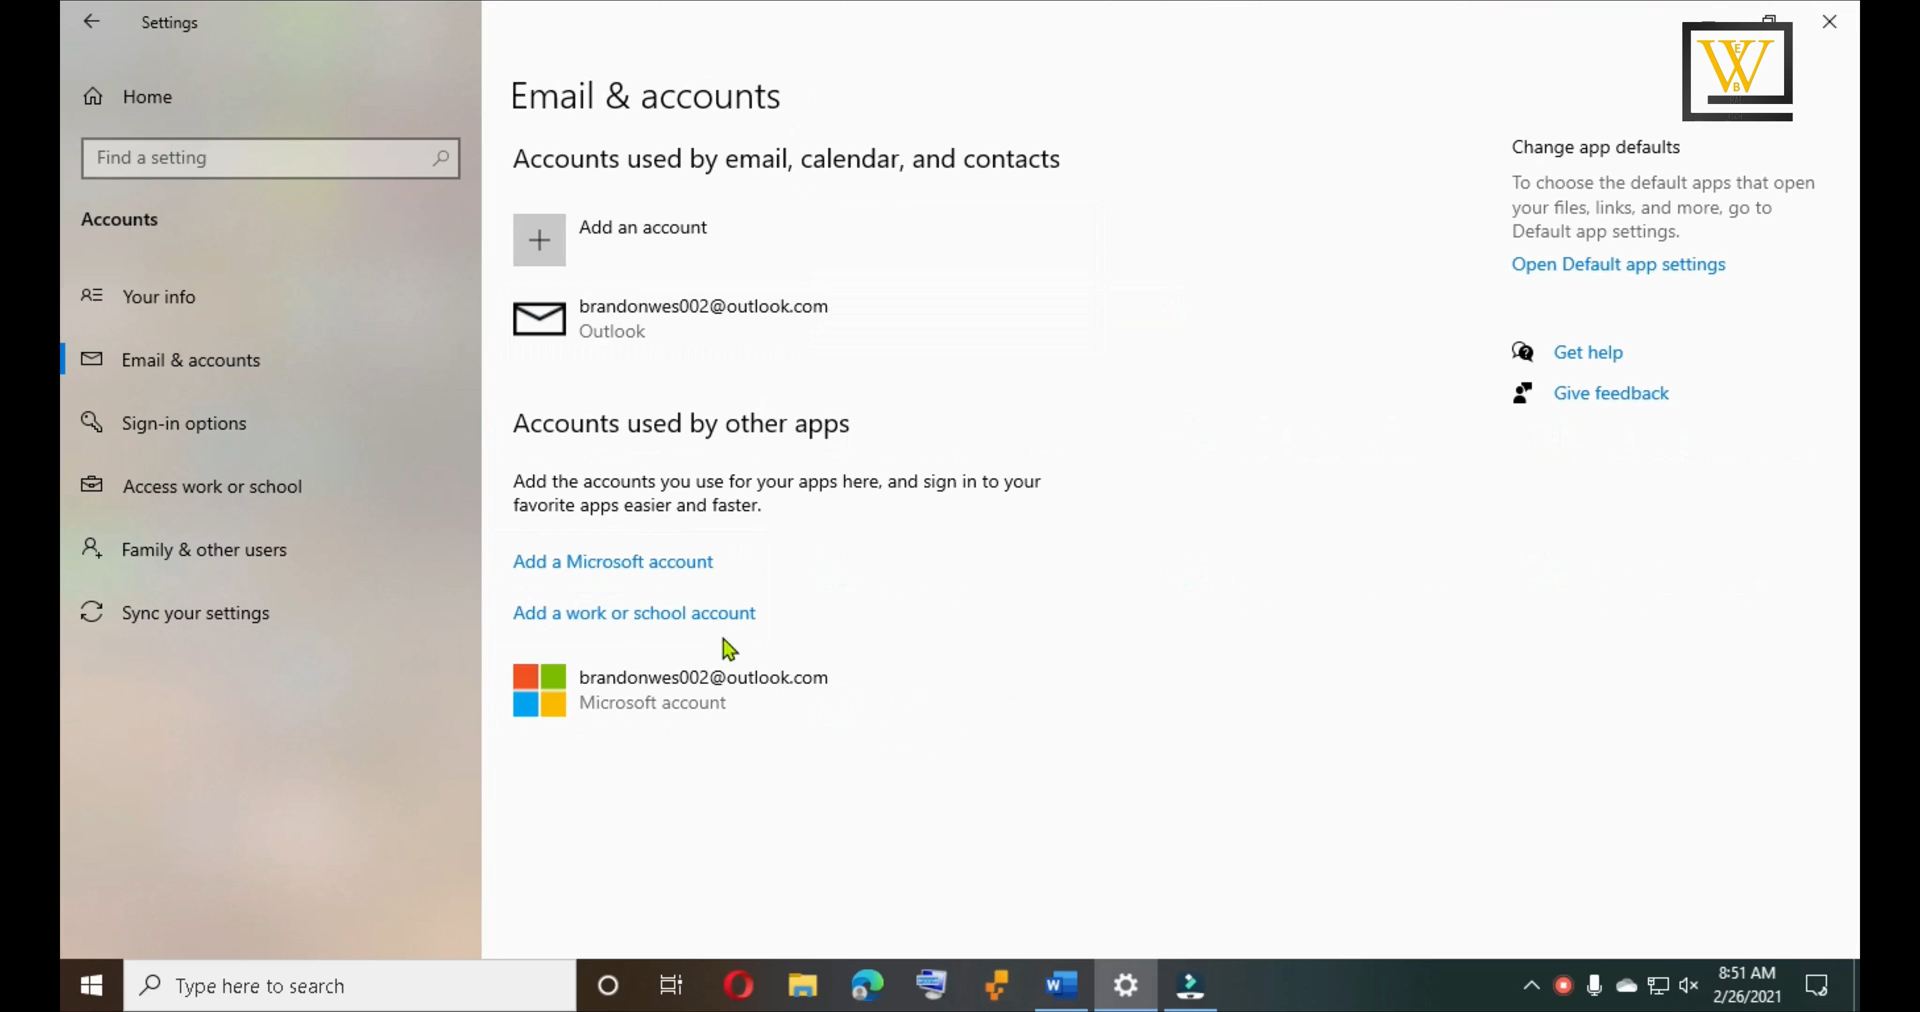 Settings
Home
Find a setting
Accounts
Your info
Email & accounts
Sign-in options
Access work or school
Family & other users
Sync your settings
Email & accounts
Accounts used by email, calendar, and contacts
Add an account
brandonwes002@outlook.com
Outlook
Accounts used by other apps
Add the accounts you use for your apps here, and sign in to your
favorite apps easier and faster.
Add a Microsoft account
Add a work or school account
brandonwes002@outlook.com
Microsoft account
W
E
B
Change app defaults
To choose the default apps that open
your files, links, and more, go to
Default app settings.
Open Default app settings
Get help
Give feedback
Type here to search
W
8:51 AM
2/26/2021